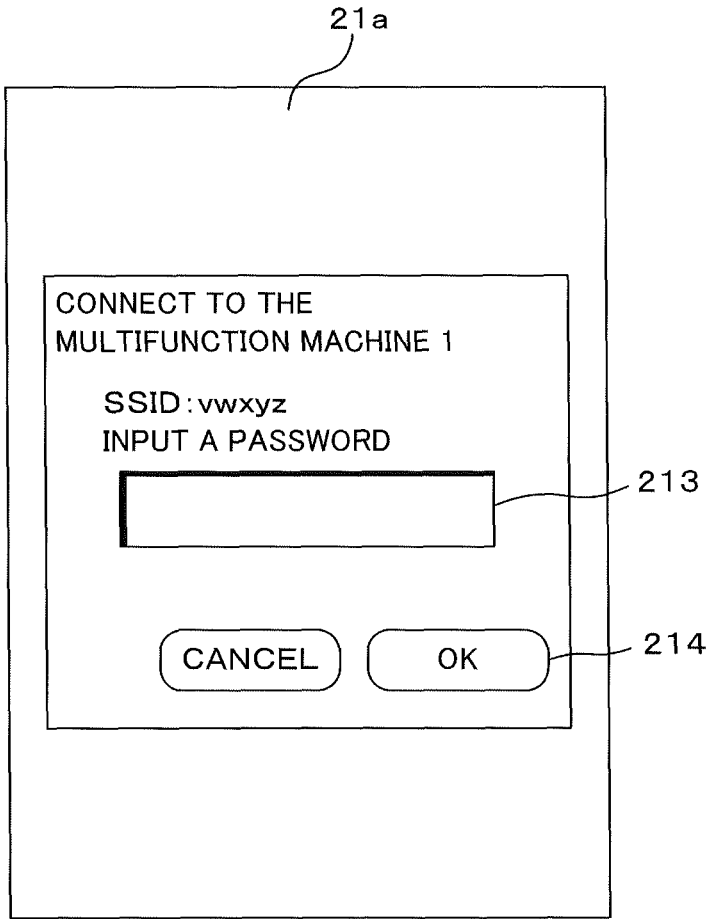 21a
CONNECT TO THE
MULTIFUNCTION MACHINE 1
SSID:vwxyz
INPUT A PASSWORD
213
CANCEL
OK
214